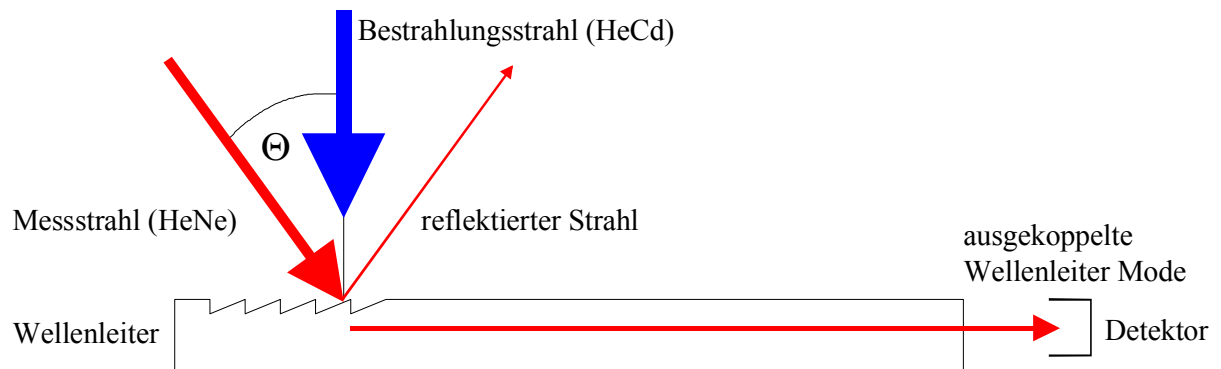 Bestrahlungsstrahl (HeCd)
Θ
Messstrahl (HeNe)
reflektierter Strahl
ausgekoppelte
Wellenleiter Mode
Wellenleiter
Detektor